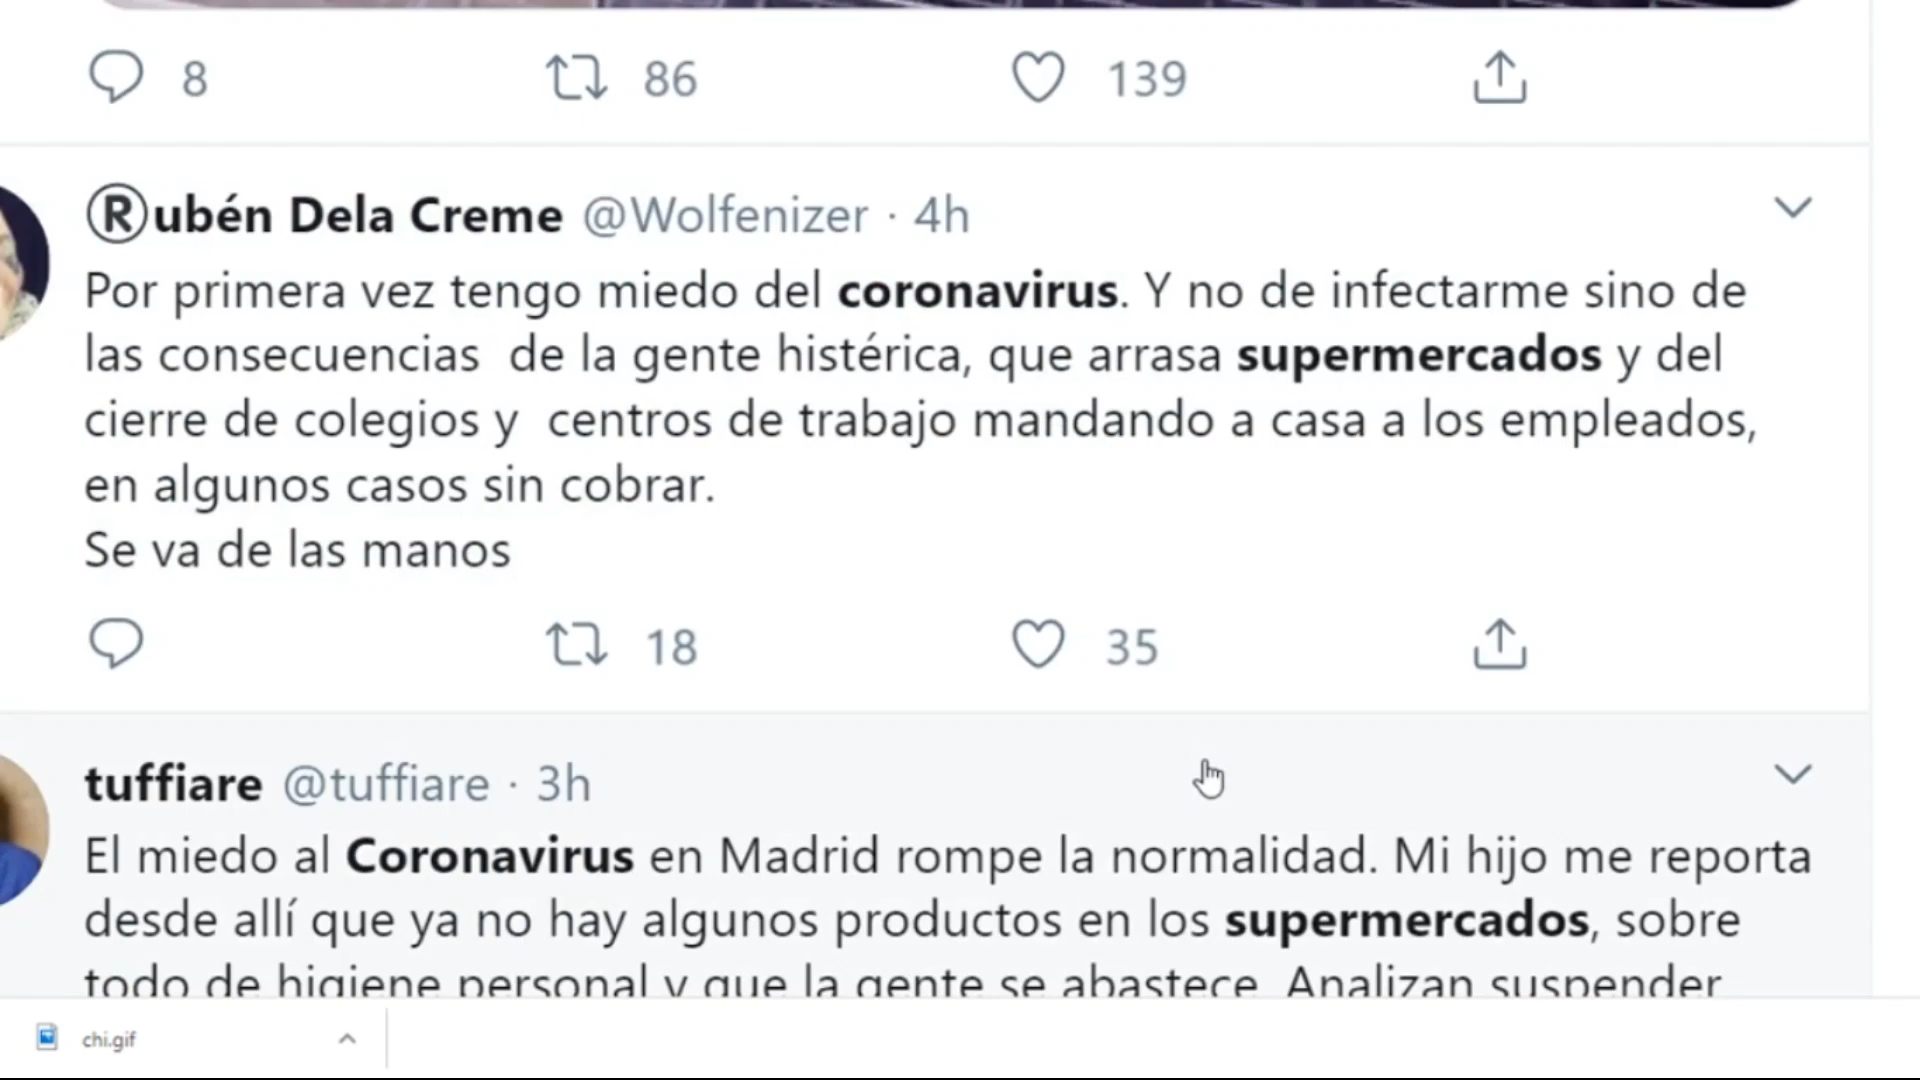 8 86 139
Ⓡubén Dela Creme @Wolfenizer · 4h
Por primera vez tengo miedo del coronavirus. Y no de infectarme sino de
las consecuencias de la gente histérica, que arrasa supermercados y del
cierre de colegios y centros de trabajo mandando a casa a los empleados,
en algunos casos sin cobrar.
Se va de las manos
18 35
tuffiare @tuffiare · 3h
El miedo al Coronavirus en Madrid rompe la normalidad. Mi hijo me reporta
desde allí que ya no hay algunos productos en los supermercados, sobre
todo de higiene personal y que la gente se abastece. Analizan suspender
chi.gif